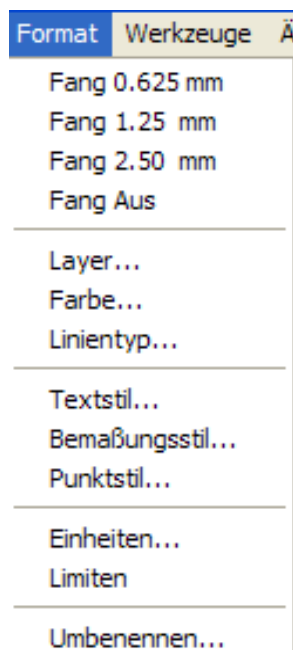 Format Werkzeuge Ä
Fang 0.625 mm
Fang 1.25 mm
Fang 2.50 mm
Fang Aus
Layer...
Farbe...
Linientyp...
Textstil...
Bemaßungsstil...
Punktstil...
Einheiten...
Limiten
Umbenennen...